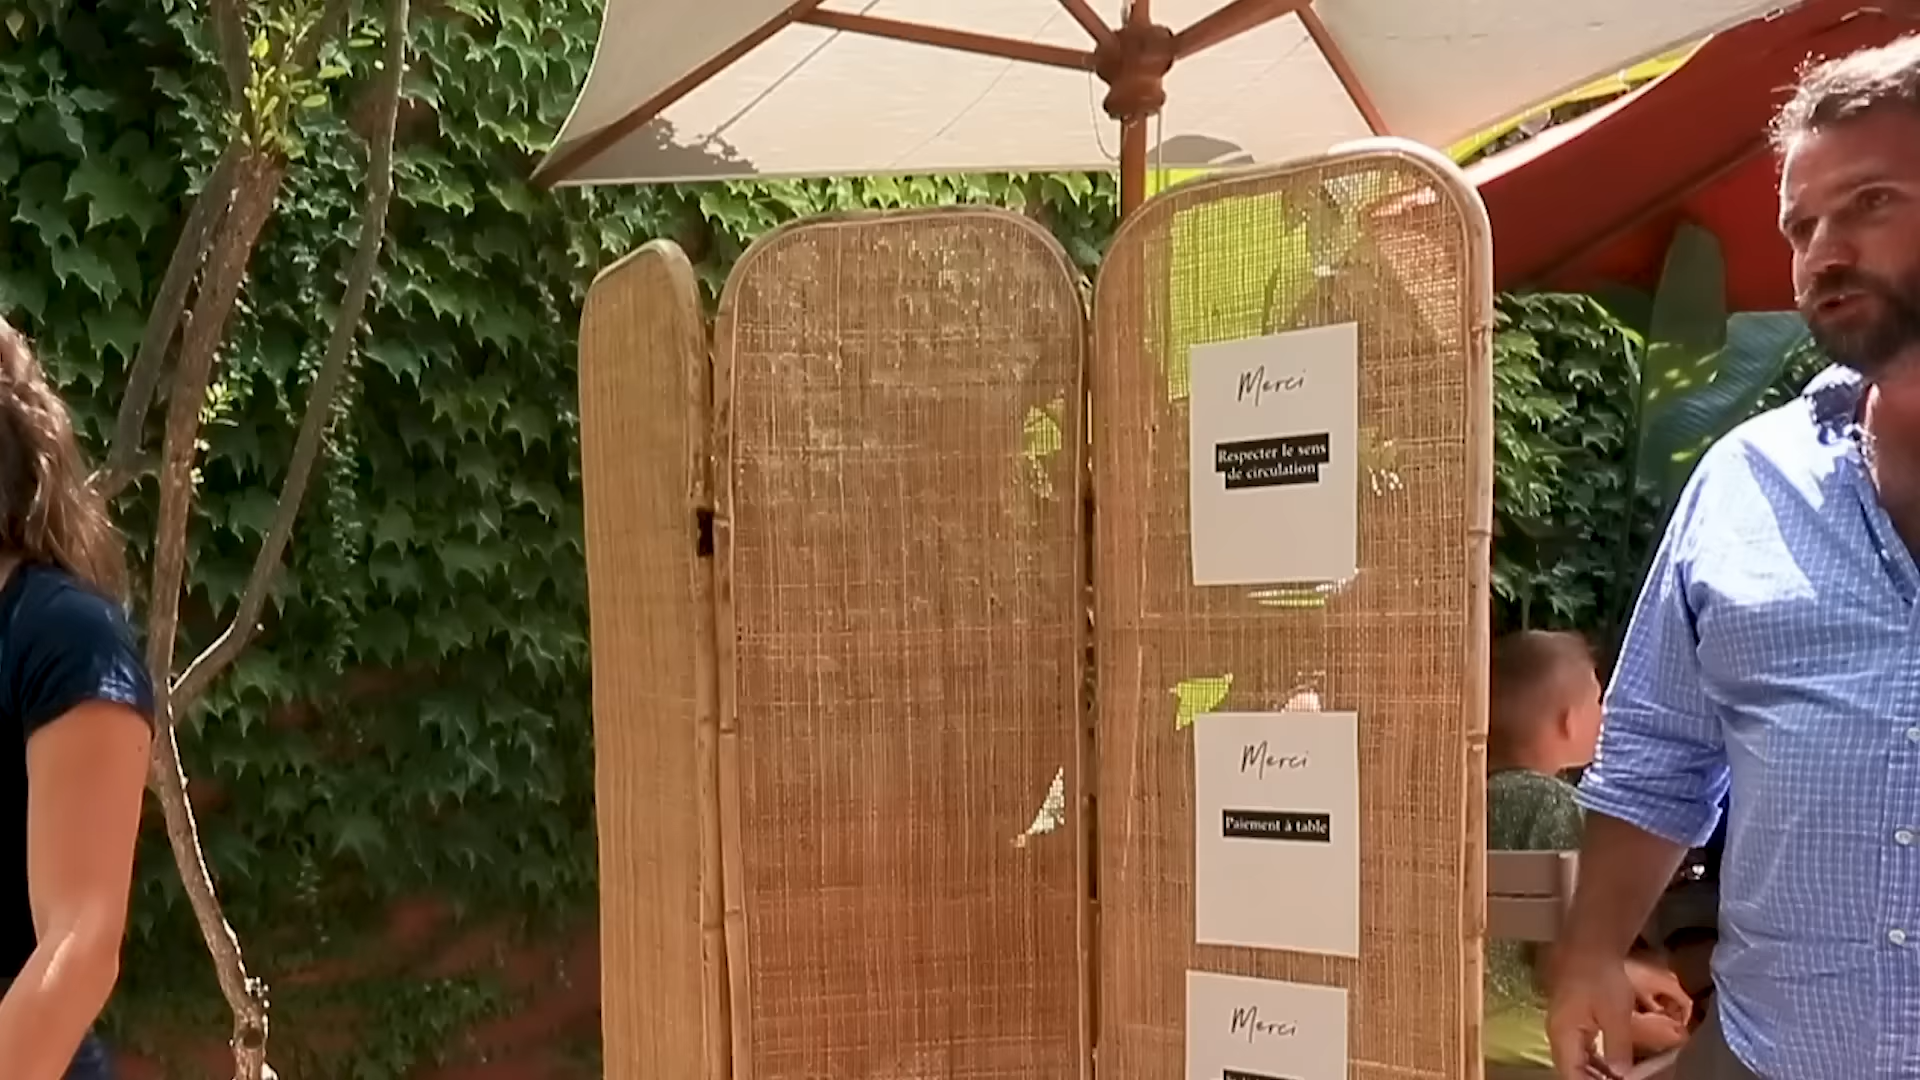 Merci
Respecter le sens
de circulation
Merci
Paiement à table
Merci